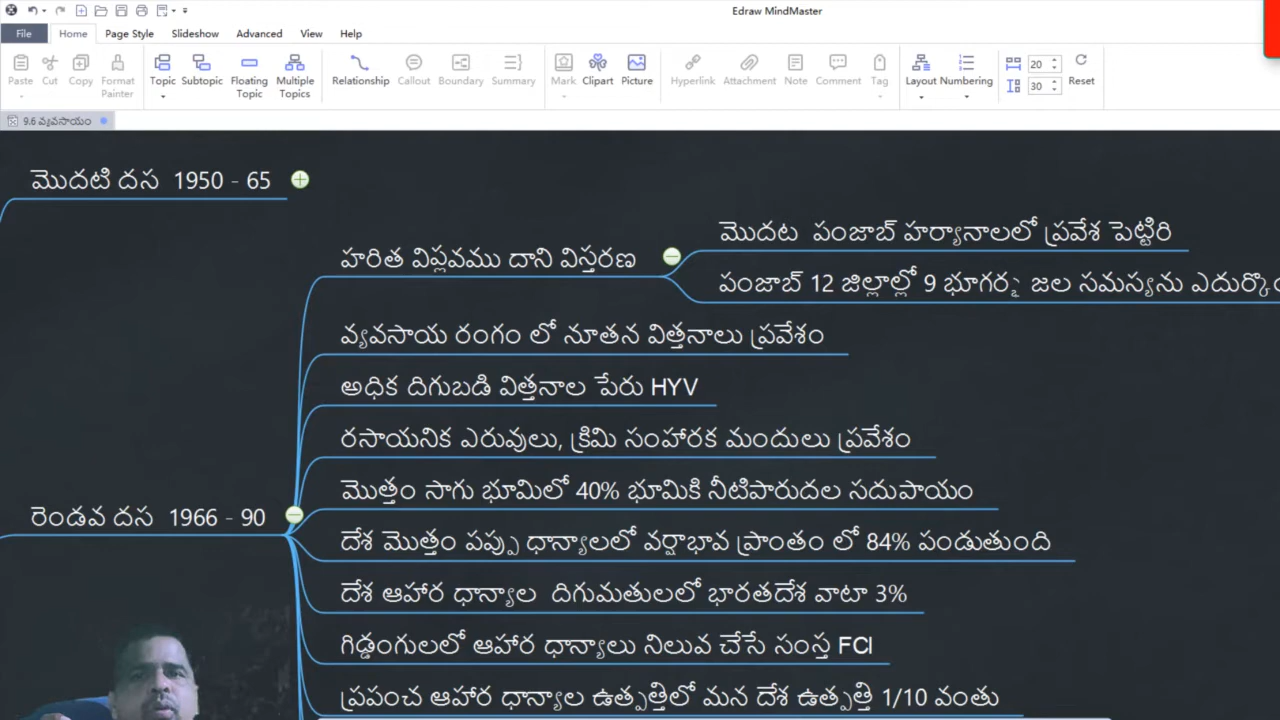 Edraw MindMaster
File Home Page Style Slideshow Advanced View Help
Paste Cut Copy Format Painter Topic Subtopic Floating Topic Multiple Topics Relationship Callout Boundary Summary Mark Clipart Picture Hyperlink Attachment Note Comment Tag Layout Numbering 20 30 Reset
9.6 వ్యవసాయం
మొదటి దస 1950 - 65
మొదట పంజాబ్ హర్యానాలలో ప్రవేశ పెట్టిరి
హరిత విప్లవము దాని విస్తరణ
పంజాబ్ 12 జిల్లాల్లో 9 భూగర్భ జల సమస్యను
వ్యవసాయ రంగం లో నూతన విత్తనాలు ప్రవేశం
అధిక దిగుబడి విత్తనాల పేరు HYV
రసాయనిక ఎరువులు, క్రిమి సంహారక మందులు ప్రవేశం
మొత్తం సాగు భూమిలో 40% భూమికి నీటిపారుదల సదుపాయం
రెండవ దస 1966 - 90
దేశ మొత్తం పప్పు ధాన్యాలలో వర్షాభావ ప్రాంతం లో 84% పండుతుంది
దేశ ఆహార ధాన్యాల దిగుమతులలో భారతదేశ వాటా 3%
గిడ్డంగులలో ఆహార ధాన్యాలు నిలువ చేసే సంస్త FCI
ప్రపంచ ఆహార ధాన్యాల ఉత్పత్తిలో మన దేశ ఉత్పత్తి 1/10 వంతు